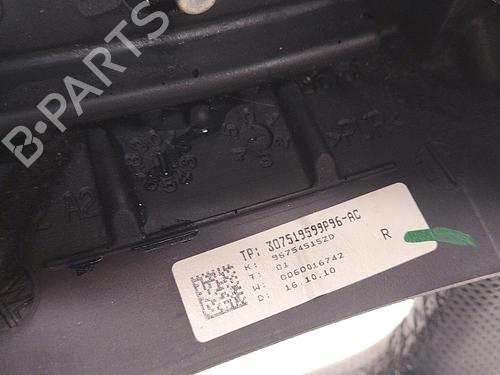 B-PARTS
A2
TP: 307519599P96-AC
K: 96754515ZD
T: 01
W: 0060016742
D: 16.10.10
R